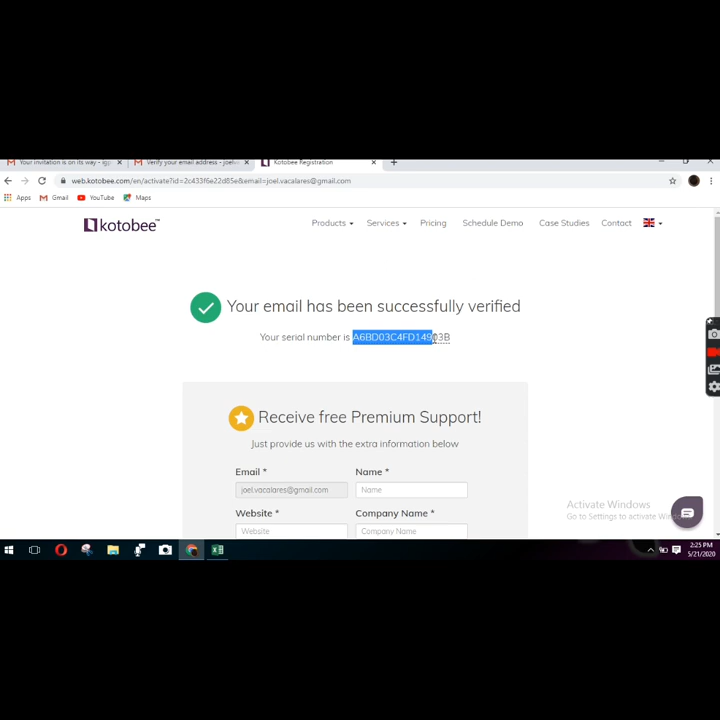 Your invitation is on its way - igp
Verify your email address - joelv
Kotobee Registration
web.kotobee.com/en/activate?id=2c433f6e22d85e&email=joel.vacalares@gmail.com
Apps Gmail YouTube Maps
kotobee™ Products Services Pricing Schedule Demo Case Studies Contact
Your email has been successfully verified
Your serial number is A6BD03C4FD14903B
Receive free Premium Support!
Just provide us with the extra information below
Email * Name *
joel.vacalares@gmail.com Name
Website * Company Name *
Website Company Name
Activate Windows
Go to Settings to activate
2:25 PM
5/21/2020